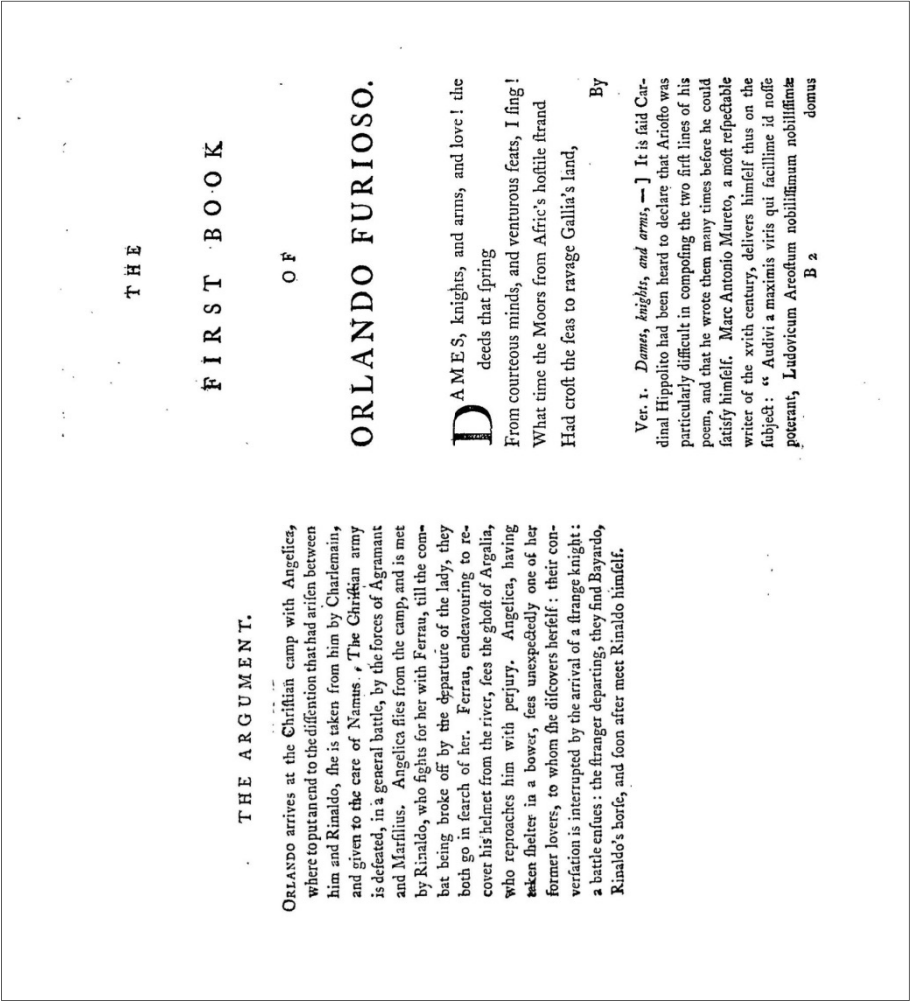 THE ARGUMENT.
ORLANDO arrives at the Chriſtian camp with Angelica,
where to put an end to the diſſention that had ariſen between
him and Rinaldo, ſhe is taken from him by Charlemain,
and given to the care of Namus. The Chriſtian army
is defeated, in a general battle, by the forces of Agramant
and Marſilius. Angelica flies from the camp, and is met
by Rinaldo, who fights for her with Ferrau, till the com-
bat being broke off by the departure of the lady, they
both go in ſearch of her. Ferrau, endeavouring to re-
cover his helmet from the river, ſees the ghoſt of Argalia,
who reproaches him with perjury. Angelica, having
taken ſhelter in a bower, ſees unexpectedly one of her
former lovers, to whom ſhe diſcovers herſelf: their con-
verſation is interrupted by the arrival of a ſtrange knight:
a battle enſues: the ſtranger departing, they find Bayardo,
Rinaldo's horſe, and ſoon after meet Rinaldo himſelf.
THE
FIRST BOOK
OF
ORLANDO FURIOSO.
DAMES, knights, and arms, and love! the
deeds that ſpring
From courteous minds, and venturous feats, I ſing!
What time the Moors from Afric's hoſtile ſtrand
Had croſt the ſeas to ravage Gallia's land,
By
Ver. 1. Dames, knights, and arms, —] It is ſaid Car-
dinal Hippolito had been heard to declare that Arioſto was
particularly difficult in compoſing the two firſt lines of his
poem, and that he wrote them many times before he could
ſatisfy himſelf. Marc Antonio Mureto, a moſt reſpectable
writer of the xvith century, delivers himſelf thus on the
ſubject: “ Audivi a maximis viris qui facillime id noſſe
poterant, Ludovicum Areoſtum nobiliſſimum nobiliſſimæ
B 2
domus